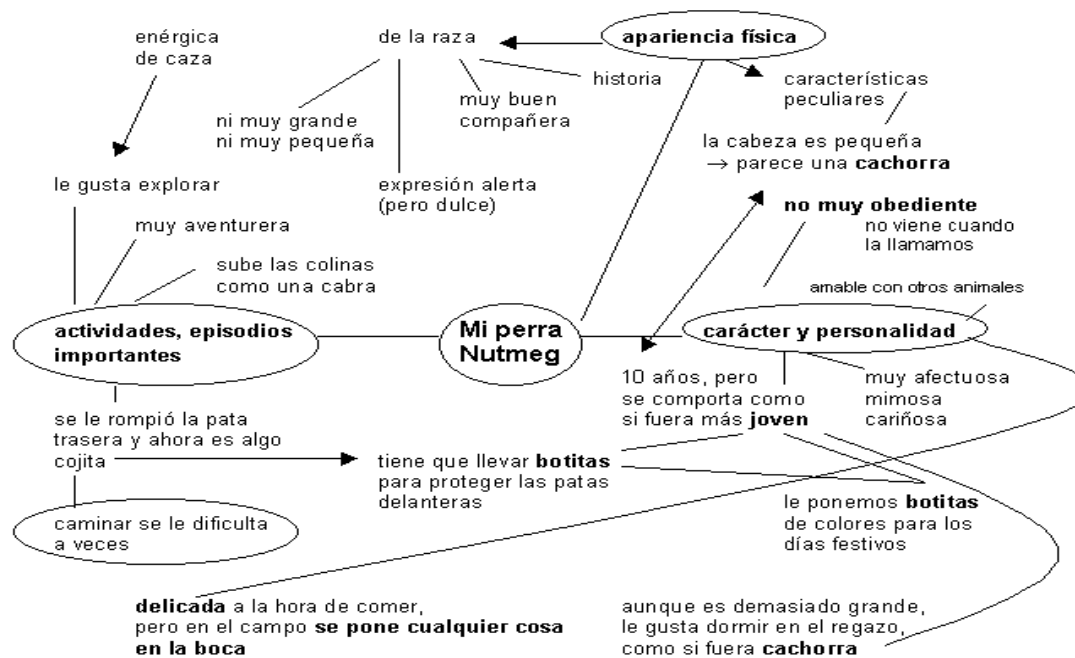 enérgica
de caza
de la raza
apariencia física
historia
características
peculiares
muy buen
compañera
ni muy grande
ni muy pequeña
la cabeza es pequeña
→ parece una cachorra
le gusta explorar
expresión alerta
(pero dulce)
no muy obediente
no viene cuando
la llamamos
muy aventurera
sube las colinas
como una cabra
amable con otros animales
actividades, episodios
importantes
Mi perra
Nutmeg
carácter y personalidad
10 años, pero
se comporta como
si fuera más joven
muy afectuosa
mimosa
cariñosa
se le rompió la pata
trasera y ahora es algo
cojita
tiene que llevar botitas
para proteger las patas
delanteras
le ponemos botitas
de colores para los
días festivos
caminar se le dificulta
a veces
delicada a la hora de comer,
pero en el campo se pone cualquier cosa
en la boca
aunque es demasiado grande,
le gusta dormir en el regazo,
como si fuera cachorra